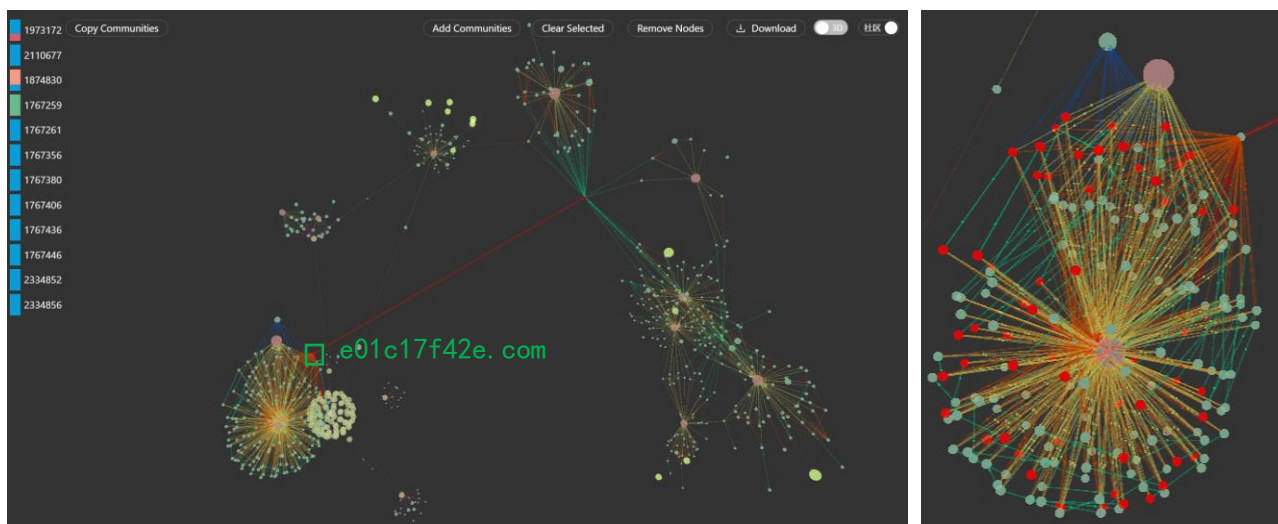 Copy Communities
Add Communities
Clear Selected
Remove Nodes
Download
3D
社区
1973172
2110677
1874830
1767259
1767261
1767356
1767380
1767406
1767436
1767446
2334852
2334856
e01c17f42e.com